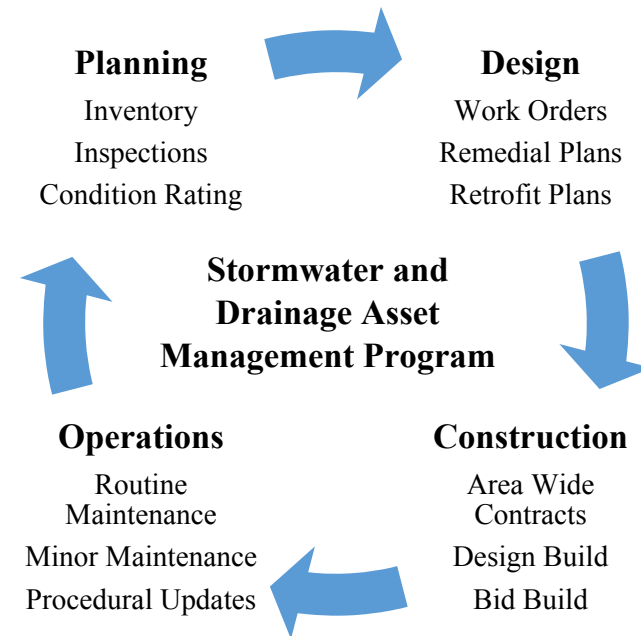 Planning
Inventory
Inspections
Condition Rating
Design
Work Orders
Remedial Plans
Retrofit Plans
Stormwater and
Drainage Asset
Management Program
Operations
Routine
Maintenance
Minor Maintenance
Procedural Updates
Construction
Area Wide
Contracts
Design Build
Bid Build